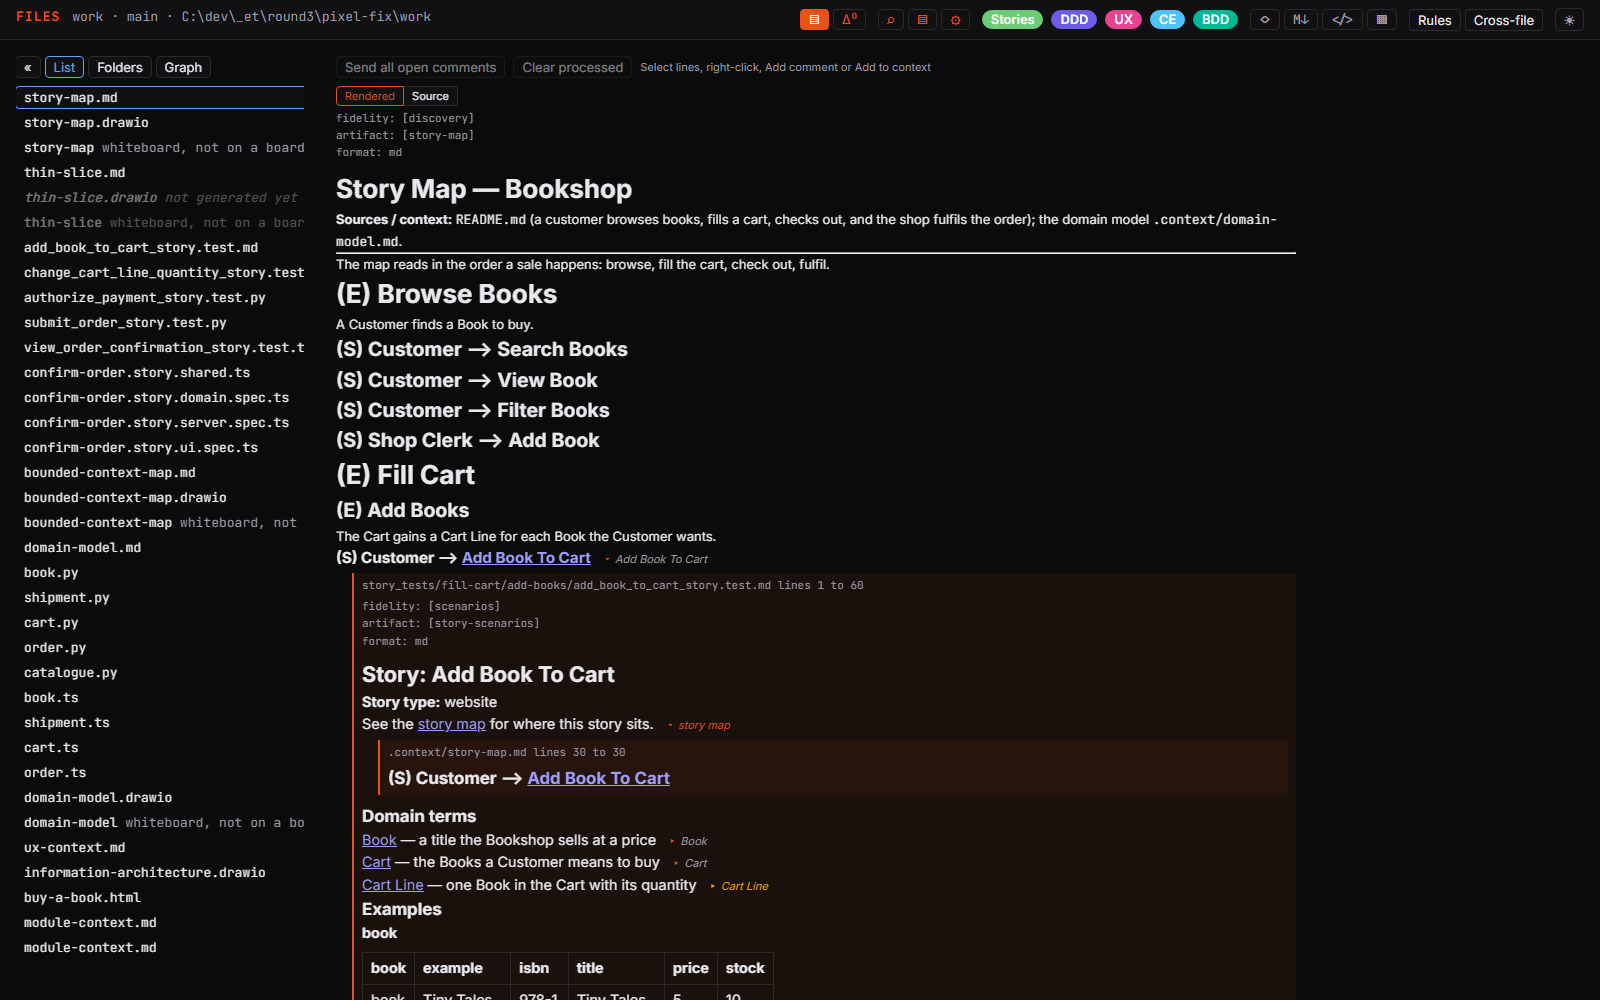 FILES work · main · C:\dev\_et\round3\pixel-fix\work
Stories DDD UX CE BDD M↓ </> Rules Cross-file
« List Folders Graph
Send all open comments Clear processed Select lines, right-click, Add comment or Add to context
Rendered Source
story-map.md
story-map.drawio
story-map whiteboard, not on a board
thin-slice.md
thin-slice.drawio not generated yet
thin-slice whiteboard, not on a boar
add_book_to_cart_story.test.md
change_cart_line_quantity_story.test
authorize_payment_story.test.py
submit_order_story.test.py
view_order_confirmation_story.test.t
confirm-order.story.shared.ts
confirm-order.story.domain.spec.ts
confirm-order.story.server.spec.ts
confirm-order.story.ui.spec.ts
bounded-context-map.md
bounded-context-map.drawio
bounded-context-map whiteboard, not
domain-model.md
book.py
shipment.py
cart.py
order.py
catalogue.py
book.ts
shipment.ts
cart.ts
order.ts
domain-model.drawio
domain-model whiteboard, not on a bo
ux-context.md
information-architecture.drawio
buy-a-book.html
module-context.md
module-context.md
fidelity: [discovery]
artifact: [story-map]
format: md
Story Map — Bookshop
Sources / context: README.md (a customer browses books, fills a cart, checks out, and the shop fulfils the order); the domain model .context/domain-
model.md.
The map reads in the order a sale happens: browse, fill the cart, check out, fulfil.
(E) Browse Books
A Customer finds a Book to buy.
(S) Customer → Search Books
(S) Customer → View Book
(S) Customer → Filter Books
(S) Shop Clerk → Add Book
(E) Fill Cart
(E) Add Books
The Cart gains a Cart Line for each Book the Customer wants.
(S) Customer → Add Book To Cart Add Book To Cart
story_tests/fill-cart/add-books/add_book_to_cart_story.test.md lines 1 to 60
fidelity: [scenarios]
artifact: [story-scenarios]
format: md
Story: Add Book To Cart
Story type: website
See the story map for where this story sits. story map
.context/story-map.md lines 30 to 30
(S) Customer → Add Book To Cart
Domain terms
Book — a title the Bookshop sells at a price Book
Cart — the Books a Customer means to buy Cart
Cart Line — one Book in the Cart with its quantity Cart Line
Examples
book
book example isbn title price stock
book Tiny Tales 978-1 Tiny Tales 5 10